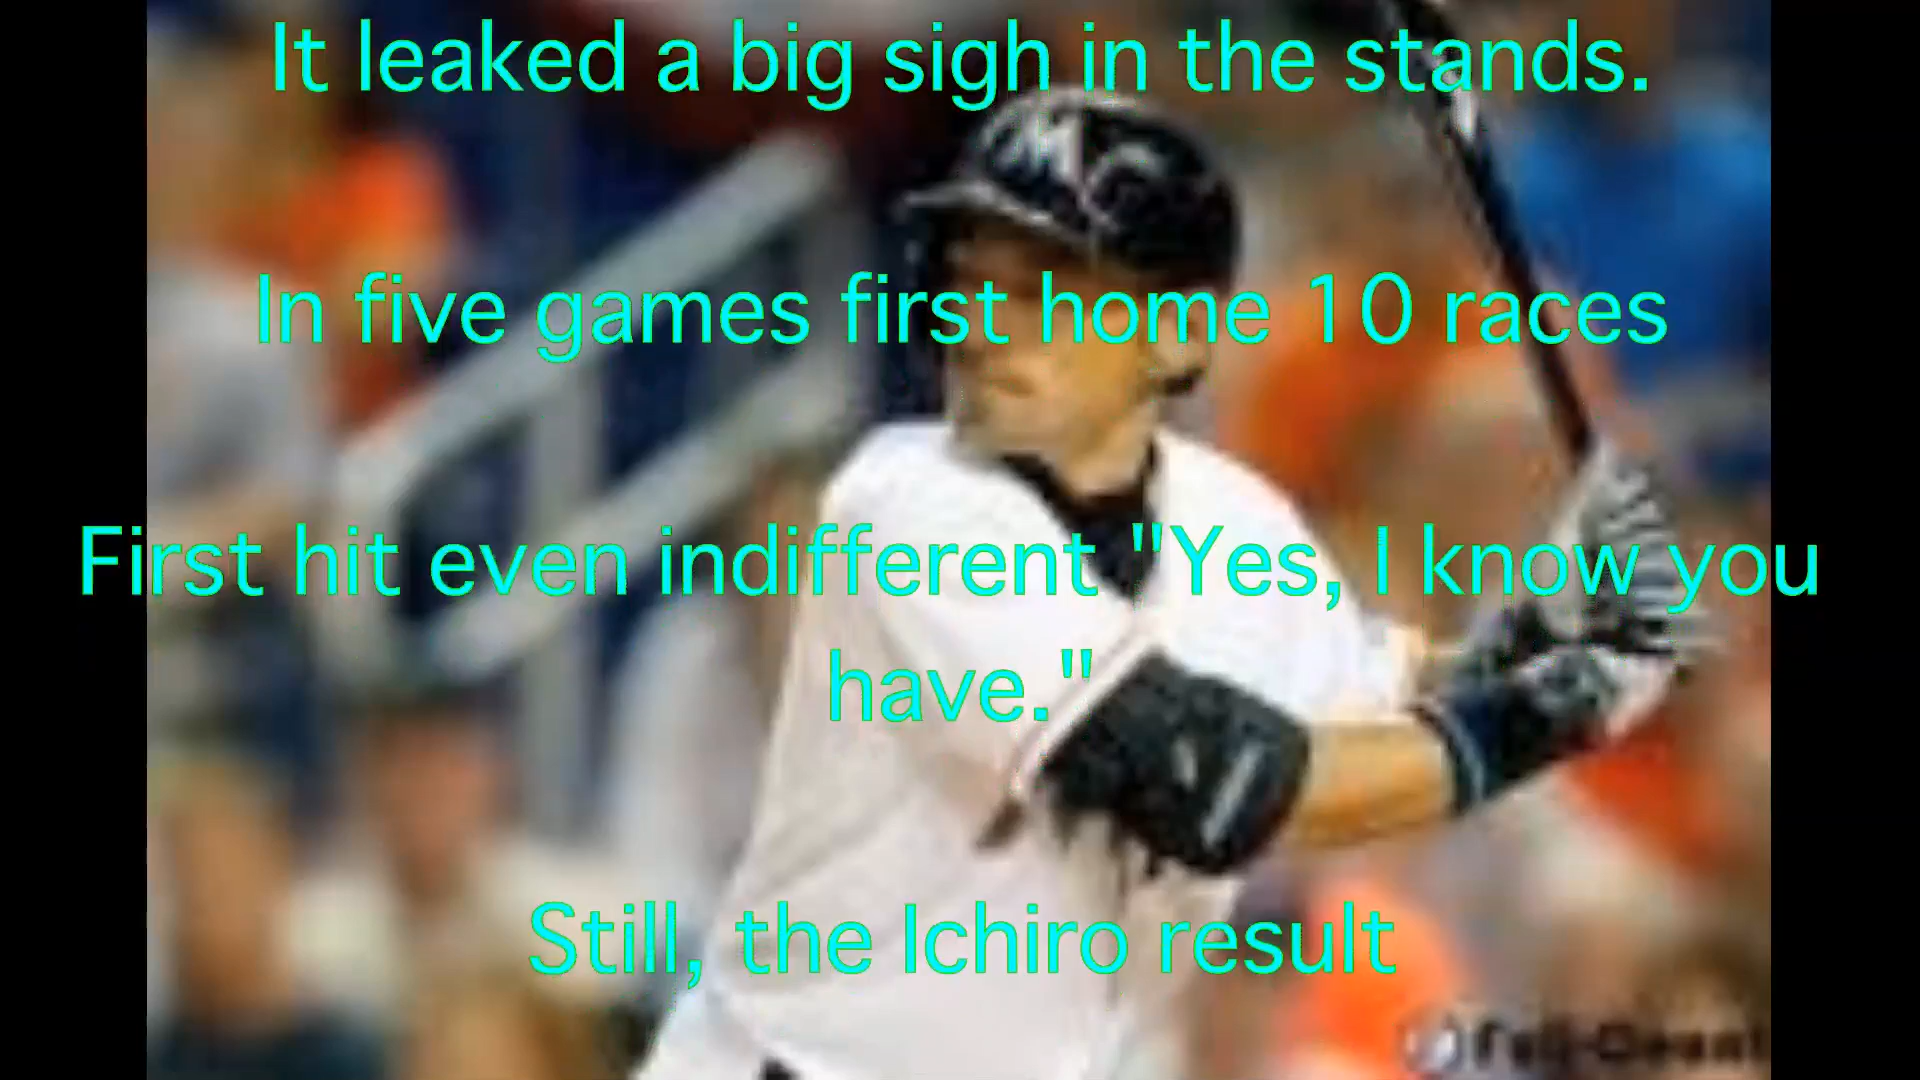 It leaked a big sigh in the stands.
In five games first home 10 races
First hit even indifferent "Yes, I know you
have."
Still, the Ichiro result